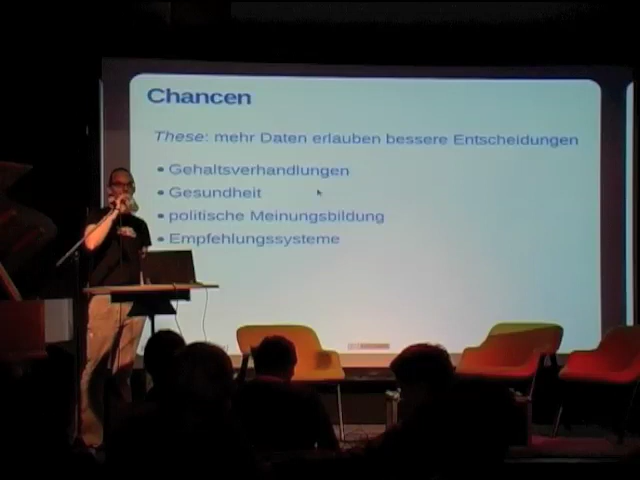 Chancen
These: mehr Daten erlauben bessere Entscheidungen
• Gehaltsverhandlungen
• Gesundheit
• politische Meinungsbildung
• Empfehlungssysteme